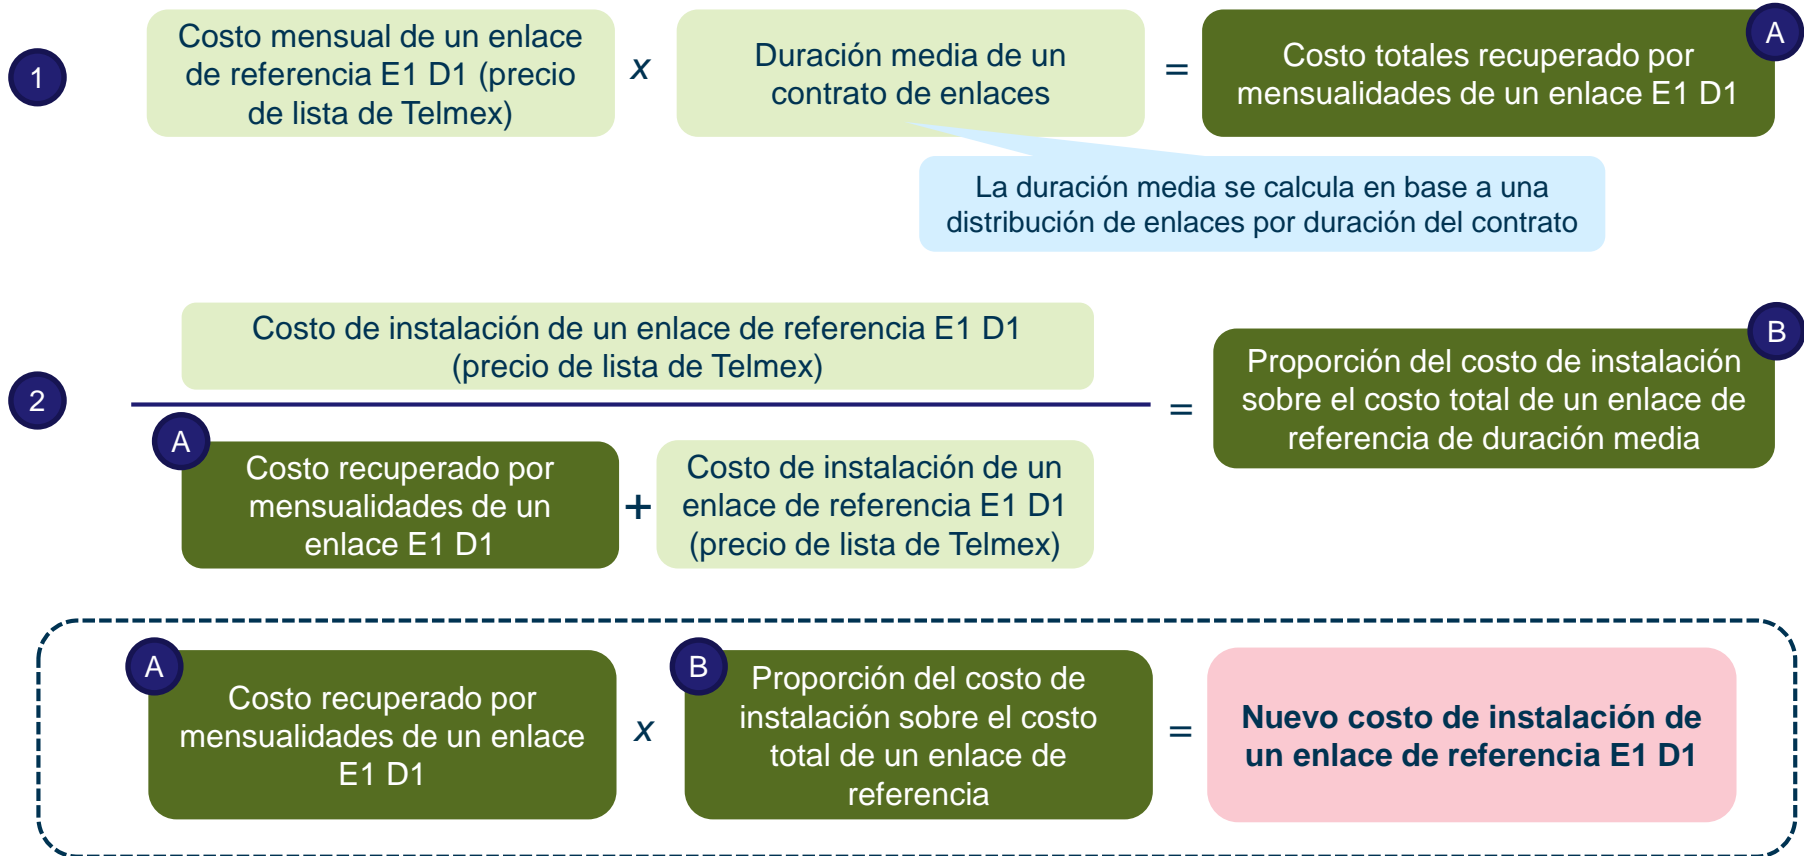 1
Costo mensual de un enlace
de referencia E1 D1 (precio
de lista de Telmex)
x
Duración media de un
contrato de enlaces
=
A
Costo totales recuperado por
mensualidades de un enlace E1 D1
La duración media se calcula en base a una
distribución de enlaces por duración del contrato
2
Costo de instalación de un enlace de referencia E1 D1
(precio de lista de Telmex)
A
Costo recuperado por
mensualidades de un
enlace E1 D1
+
Costo de instalación de un
enlace de referencia E1 D1
(precio de lista de Telmex)
=
B
Proporción del costo de instalación
sobre el costo total de un enlace de
referencia de duración media
A
Costo recuperado por
mensualidades de un enlace
E1 D1
x
B
Proporción del costo de
instalación sobre el costo
total de un enlace de
referencia
=
Nuevo costo de instalación de
un enlace de referencia E1 D1